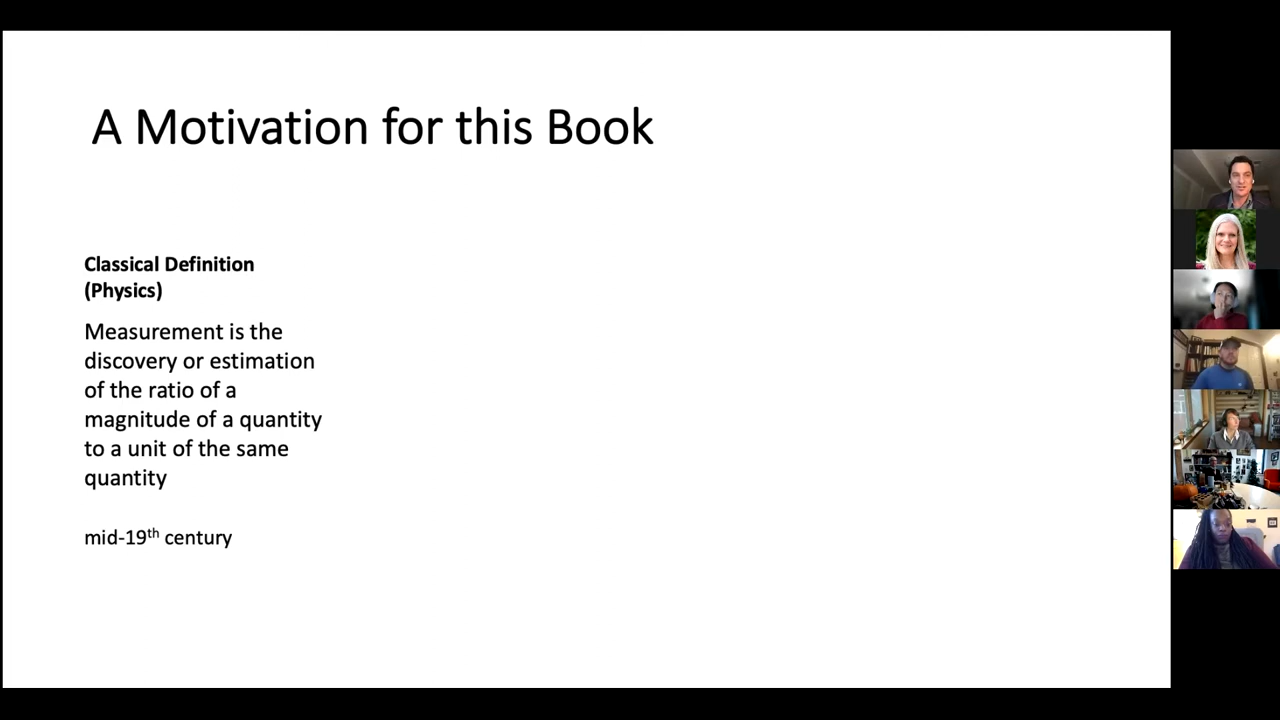 A Motivation for this Book
Classical Definition
(Physics)
Measurement is the
discovery or estimation
of the ratio of a
magnitude of a quantity
to a unit of the same
quantity
mid-19th century